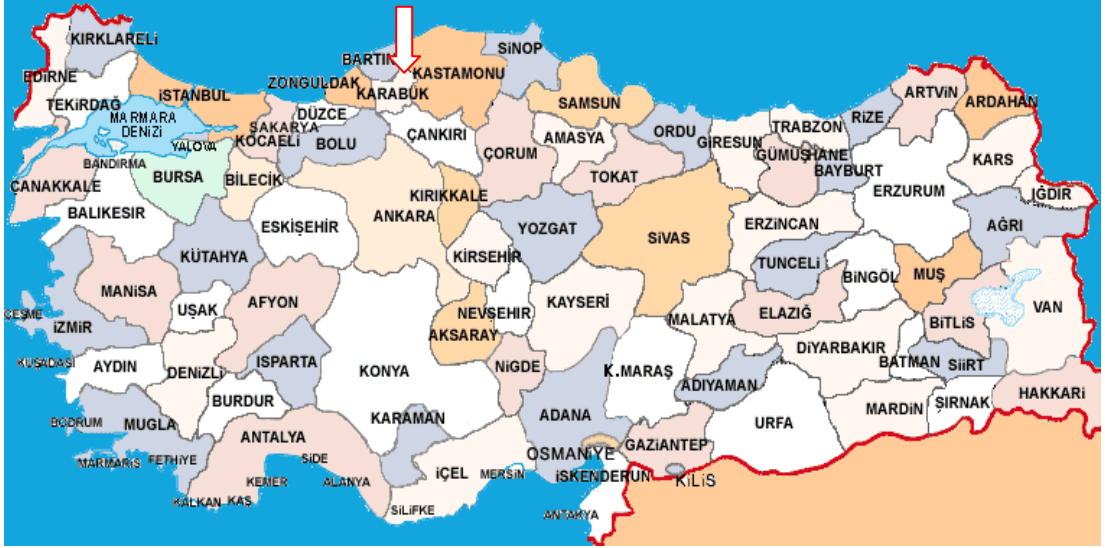 KIRKLARELİ
SİNOP
BARTIN
EDİRNE
ZONGULDAK
KASTAMONU
KARABÜK
İSTANBUL
TEKİRDAĞ
SAMSUN
ARTVİN
ARDAHAN
MARMARA
DENİZİ
DÜZCE
SAKARYA
KOCAELİ
BOLU
ÇANKIRI
AMASYA
ORDU
GİRESUN
TRABZON
RİZE
YALOVA
BANDIRMA
ÇORUM
TOKAT
GÜMÜŞHANE
BAYBURT
KARS
ÇANAKKALE
BURSA
BİLECİK
ERZURUM
IĞDIR
BALIKESIR
ESKİŞEHİR
ANKARA
KIRIKKALE
YOZGAT
SİVAS
ERZİNCAN
AĞRI
KÜTAHYA
KİRSEHİR
TUNCELİ
BİNGÖL
MUŞ
MANİSA
UŞAK
AFYON
NEVŞEHIR
KAYSERİ
MALATYA
ELAZIĞ
BİTLİS
VAN
ÇEŞME
İZMİR
AKSARAY
DİYARBAKIR
BATMAN
SİİRT
KUŞADASI
AYDIN
DENİZLİ
ISPARTA
KONYA
NİGDE
K.MARAŞ
ADIYAMAN
HAKKARİ
BURDUR
MARDİN
ŞIRNAK
BODRUM
MUGLA
ANTALYA
KARAMAN
ADANA
URFA
MARMARİS
FETHİYE
SİDE
GAZİANTEP
OSMANİYE
İÇEL
MERSİN
İSKENDERUN
KİLİS
KEMER
ALANYA
KALKAN
KAŞ
SİLİFKE
ANTAKYA